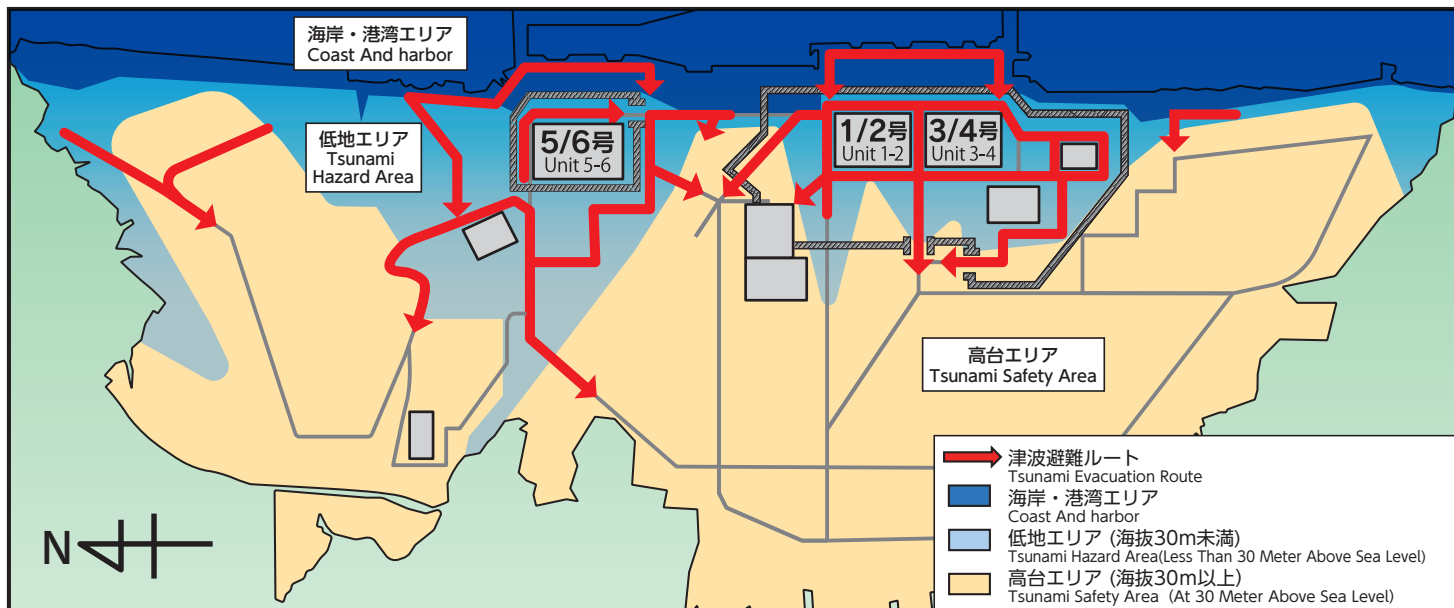 海岸・港湾エリア
Coast And harbor
低地エリア
Tsunami
Hazard Area
5/6号
Unit 5-6
1/2号
Unit 1-2
3/4号
Unit 3-4
高台エリア
Tsunami Safety Area
N
津波避難ルート
Tsunami Evacuation Route
海岸・港湾エリア
Coast And harbor
低地エリア (海抜30m未満)
Tsunami Hazard Area(Less Than 30 Meter Above Sea Level)
高台エリア (海抜30m以上)
Tsunami Safety Area (At 30 Meter Above Sea Level)